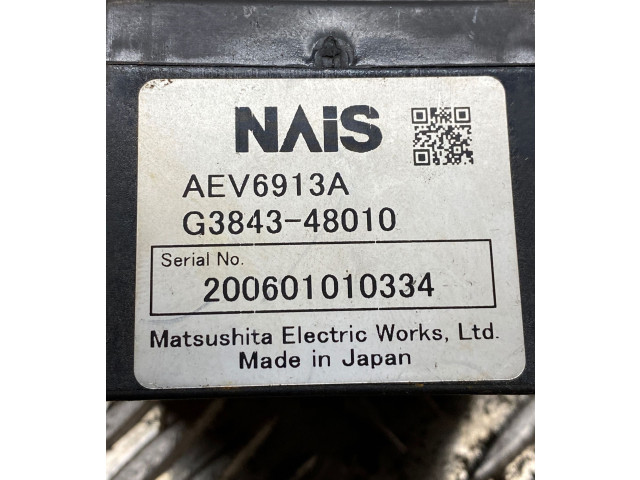 NAiS
AEV6913A
G3843-48010
Serial No.
200601010334
Matsushita Electric Works, Ltd.
Made in Japan